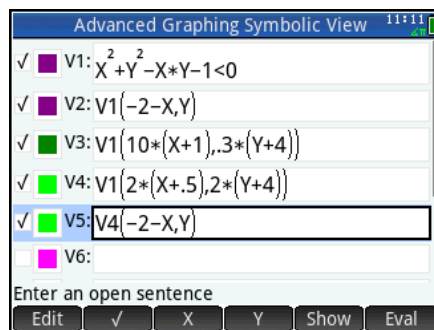 Advanced Graphing Symbolic View 11:11
∠π
√ V1: X²+Y²-X*Y-1<0
√ V2: V1(-2-X,Y)
√ V3: V1(10*(X+1),.3*(Y+4))
√ V4: V1(2*(X+.5),2*(Y+4))
√ V5: V4(-2-X,Y)
V6:
Enter an open sentence
Edit √ X Y Show Eval